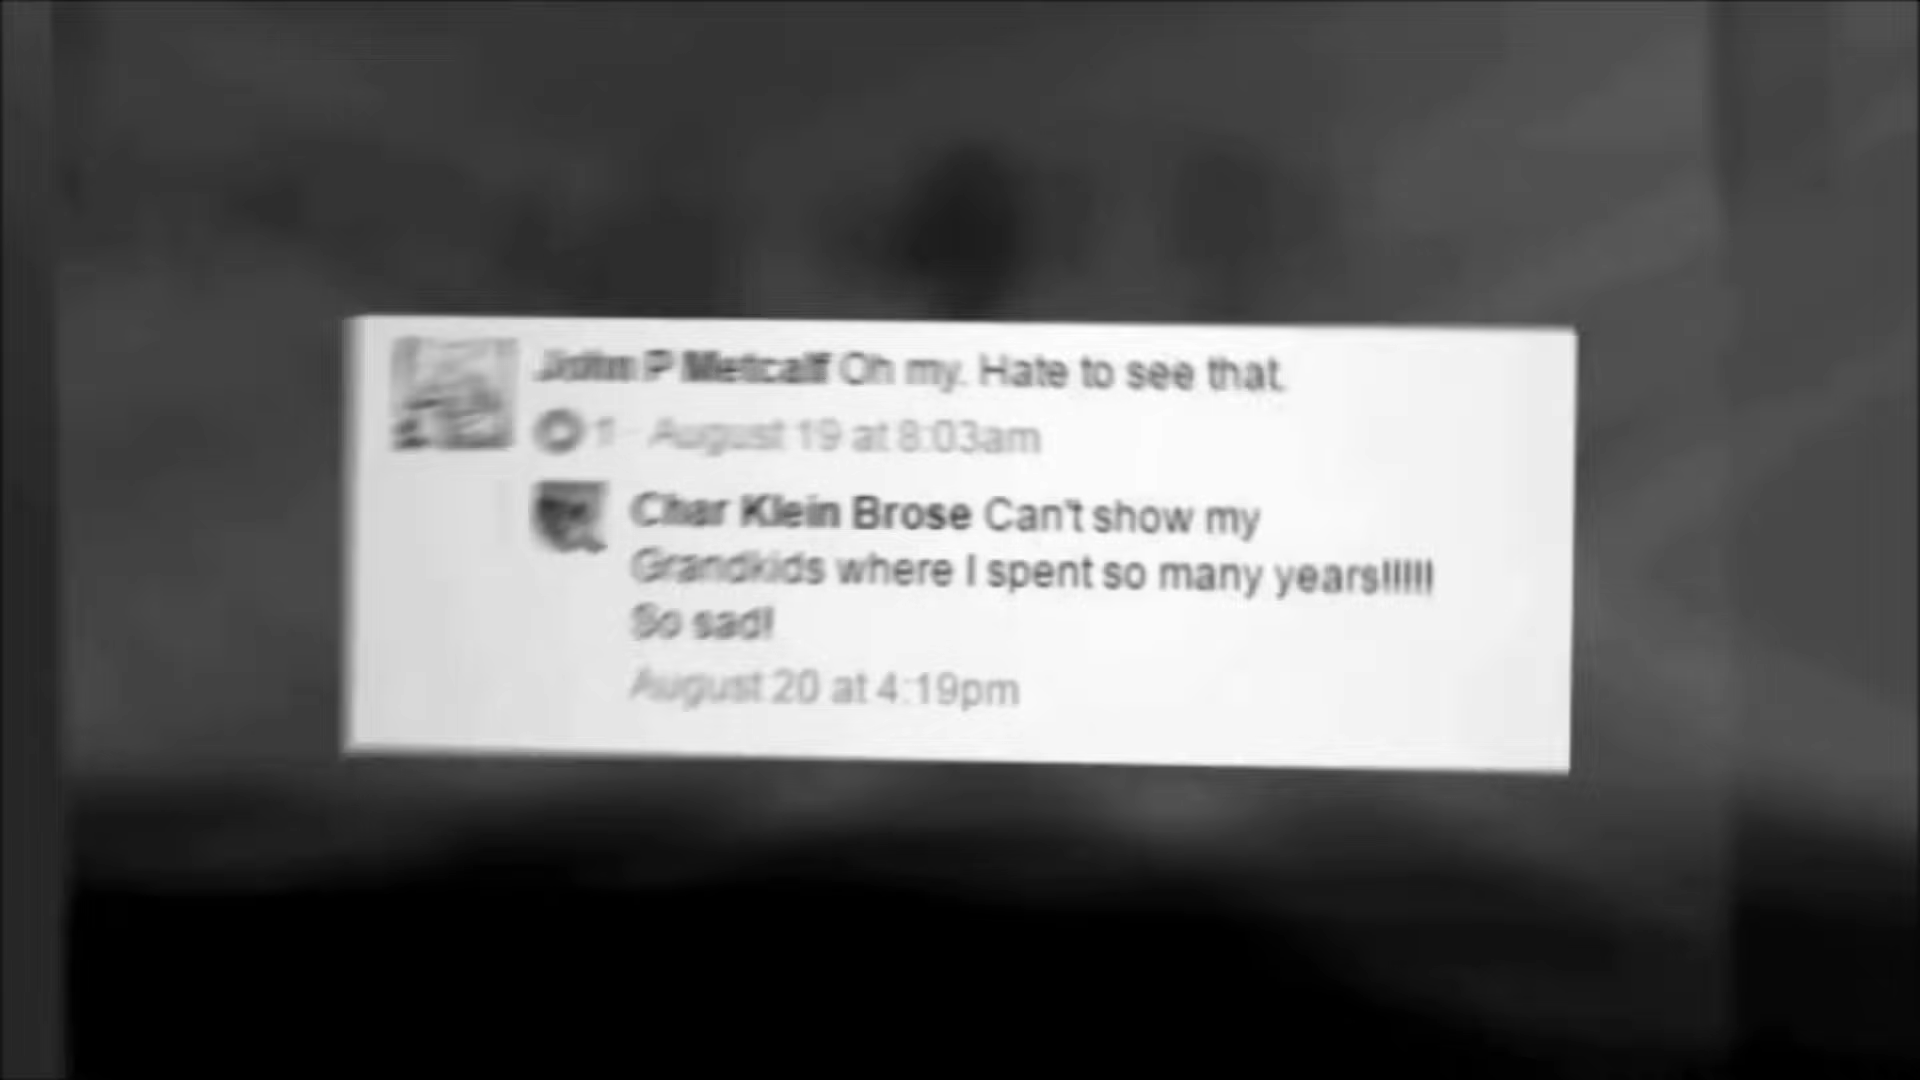 John P Metcalf Oh my. Hate to see that.
1 · August 19 at 8:03am
Char Klein Brose Can't show my
Grandkids where I spent so many years!!!!!
So sad!
August 20 at 4:19pm